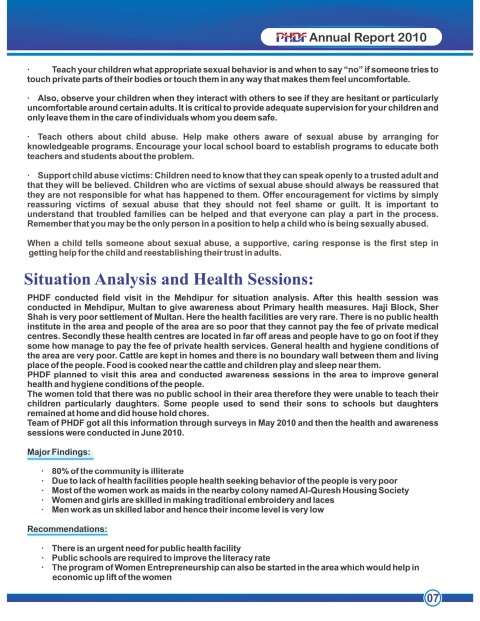 PHDF Annual Report 2010
· Teach your children what appropriate sexual behavior is and when to say “no” if someone tries to
touch private parts of their bodies or touch them in any way that makes them feel uncomfortable.
· Also, observe your children when they interact with others to see if they are hesitant or particularly
uncomfortable around certain adults. It is critical to provide adequate supervision for your children and
only leave them in the care of individuals whom you deem safe.
· Teach others about child abuse. Help make others aware of sexual abuse by arranging for
knowledgeable programs. Encourage your local school board to establish programs to educate both
teachers and students about the problem.
· Support child abuse victims: Children need to know that they can speak openly to a trusted adult and
that they will be believed. Children who are victims of sexual abuse should always be reassured that
they are not responsible for what has happened to them. Offer encouragement for victims by simply
reassuring victims of sexual abuse that they should not feel shame or guilt. It is important to
understand that troubled families can be helped and that everyone can play a part in the process.
Remember that you may be the only person in a position to help a child who is being sexually abused.
When a child tells someone about sexual abuse, a supportive, caring response is the first step in
getting help for the child and reestablishing their trust in adults.
Situation Analysis and Health Sessions:
PHDF conducted field visit in the Mehdipur for situation analysis. After this health session was
conducted in Mehdipur, Multan to give awareness about Primary health measures. Haji Block, Sher
Shah is very poor settlement of Multan. Here the health facilities are very rare. There is no public health
institute in the area and people of the area are so poor that they cannot pay the fee of private medical
centres. Secondly these health centres are located in far off areas and people have to go on foot if they
some how manage to pay the fee of private health services. General health and hygiene conditions of
the area are very poor. Cattle are kept in homes and there is no boundary wall between them and living
place of the people. Food is cooked near the cattle and children play and sleep near them.
PHDF planned to visit this area and conducted awareness sessions in the area to improve general
health and hygiene conditions of the people.
The women told that there was no public school in their area therefore they were unable to teach their
children particularly daughters. Some people used to send their sons to schools but daughters
remained at home and did house hold chores.
Team of PHDF got all this information through surveys in May 2010 and then the health and awareness
sessions were conducted in June 2010.
Major Findings:
· 80% of the community is illiterate
· Due to lack of health facilities people health seeking behavior of the people is very poor
· Most of the women work as maids in the nearby colony named Al-Quresh Housing Society
· Women and girls are skilled in making traditional embroidery and laces
· Men work as un skilled labor and hence their income level is very low
Recommendations:
· There is an urgent need for public health facility
· Public schools are required to improve the literacy rate
· The program of Women Entrepreneurship can also be started in the area which would help in
economic up lift of the women
07